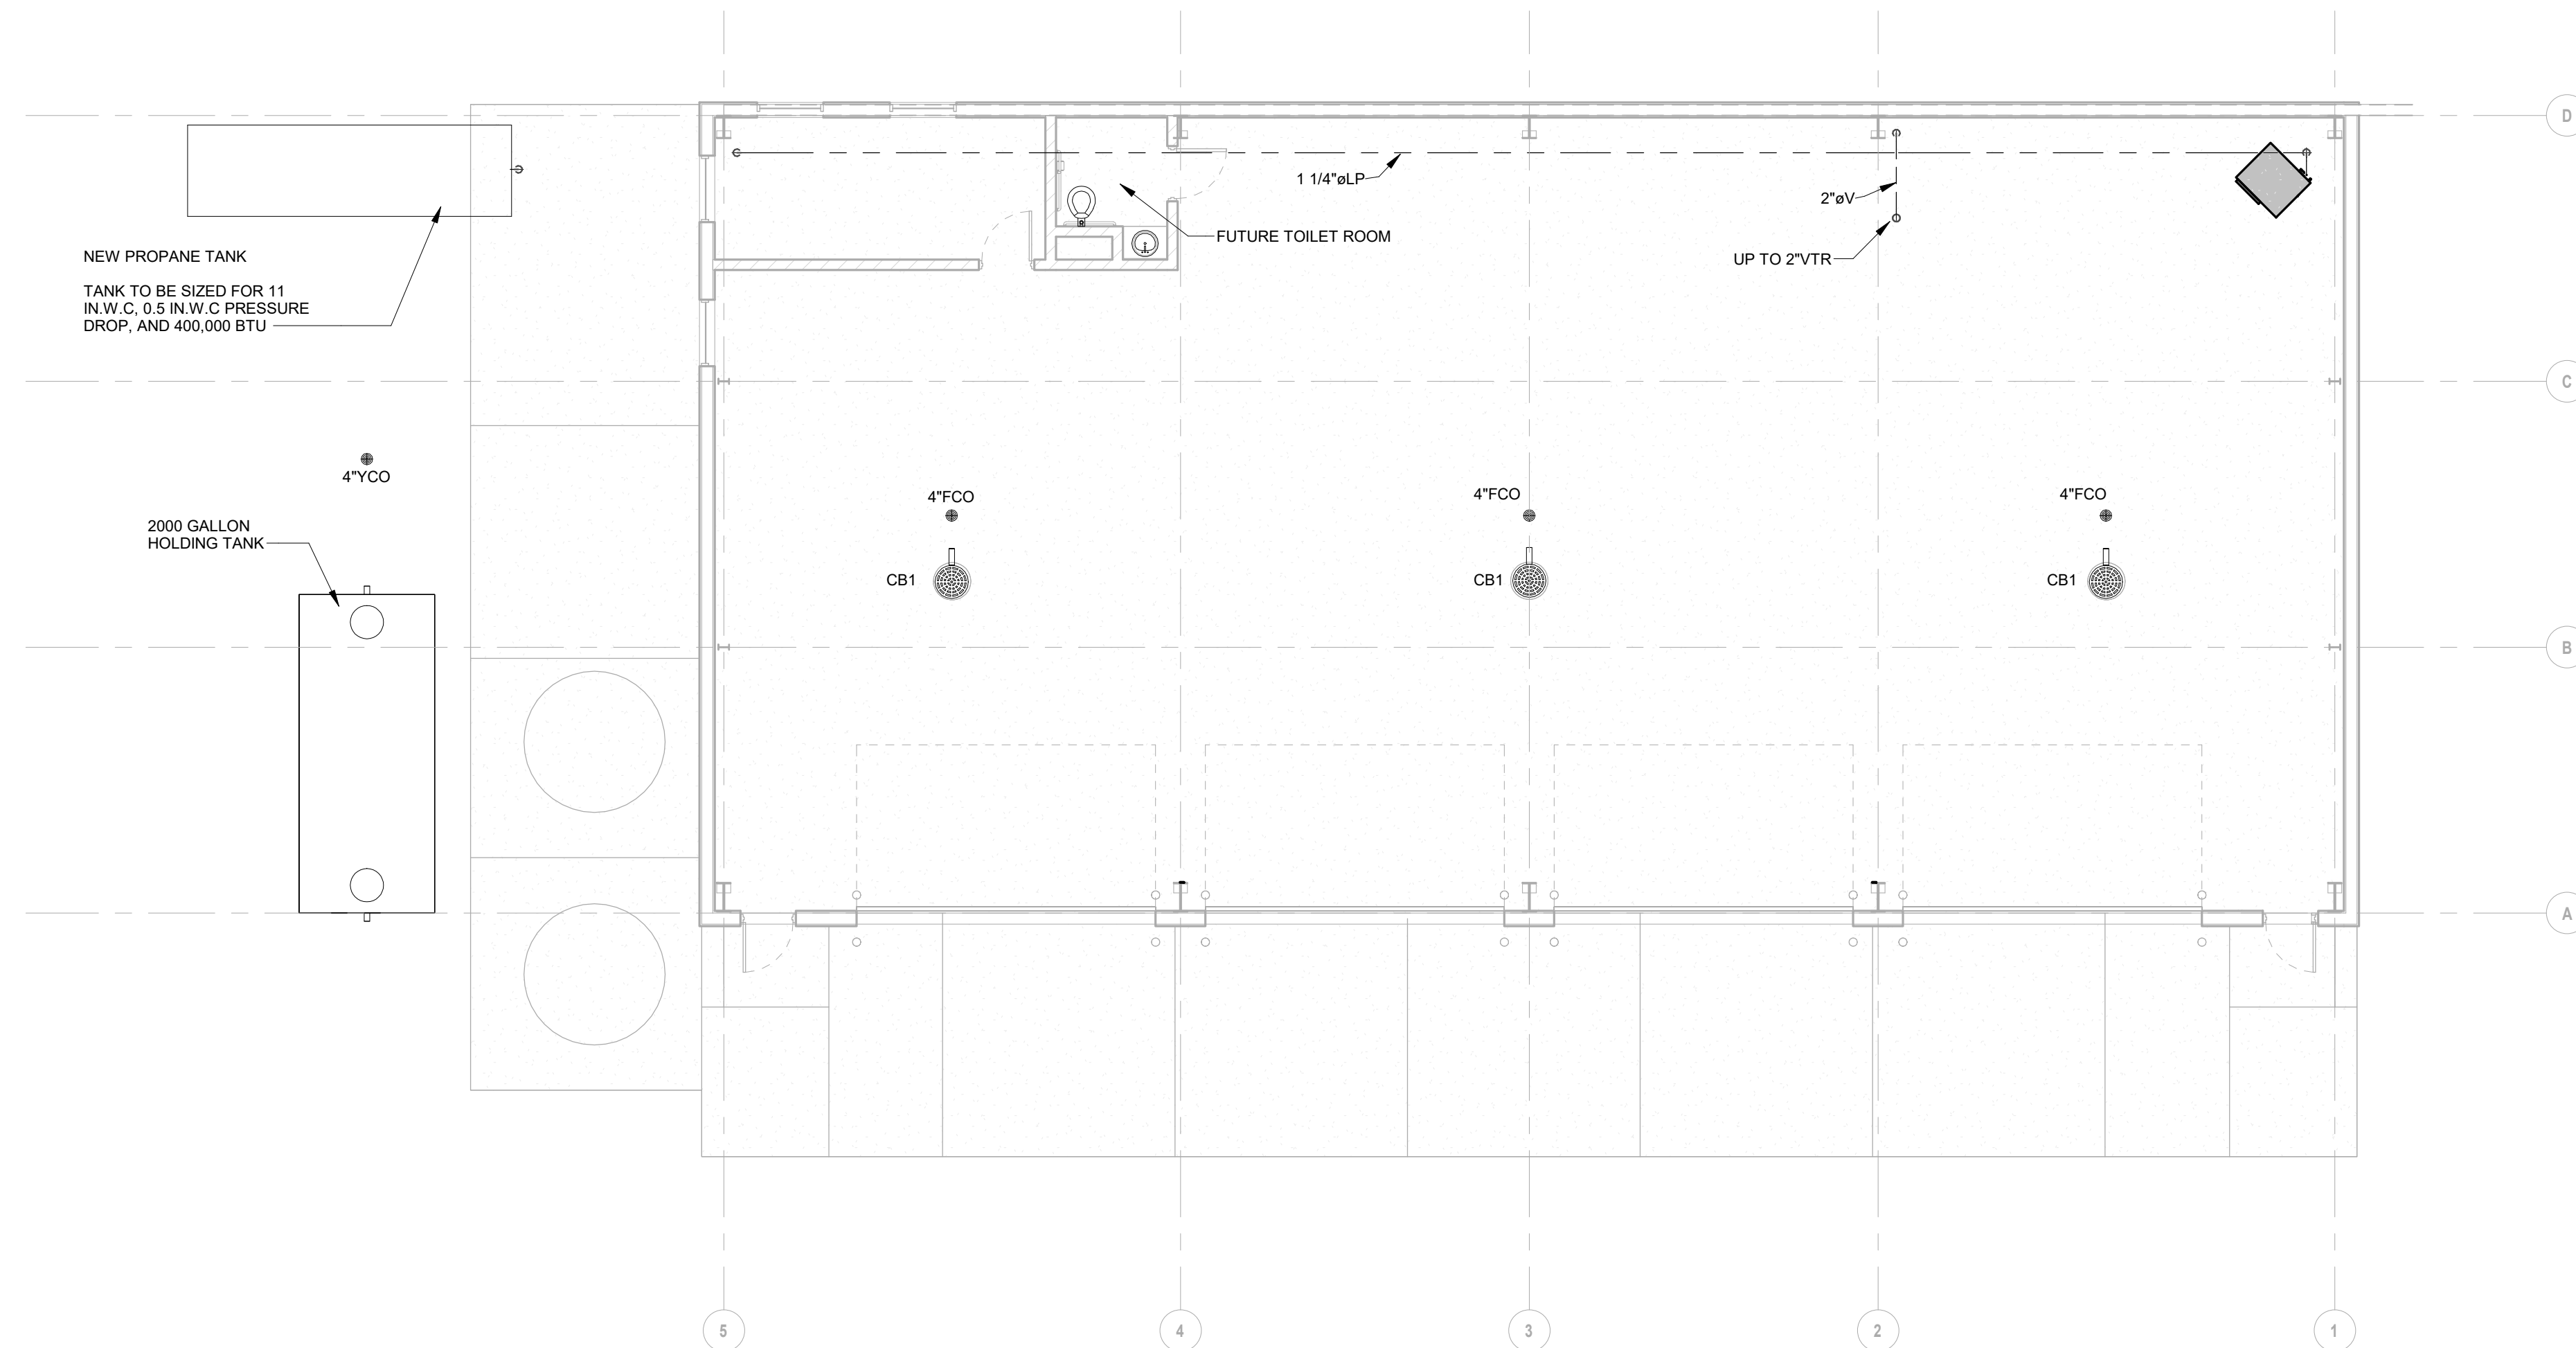 D
1 1/4"øLP
2"øV
FUTURE TOILET ROOM
UP TO 2"VTR
NEW PROPANE TANK
TANK TO BE SIZED FOR 11
IN.W.C, 0.5 IN.W.C PRESSURE
DROP, AND 400,000 BTU
C
4"YCO
4"FCO
4"FCO
4"FCO
2000 GALLON
HOLDING TANK
CB1
CB1
CB1
B
A
5
4
3
2
1